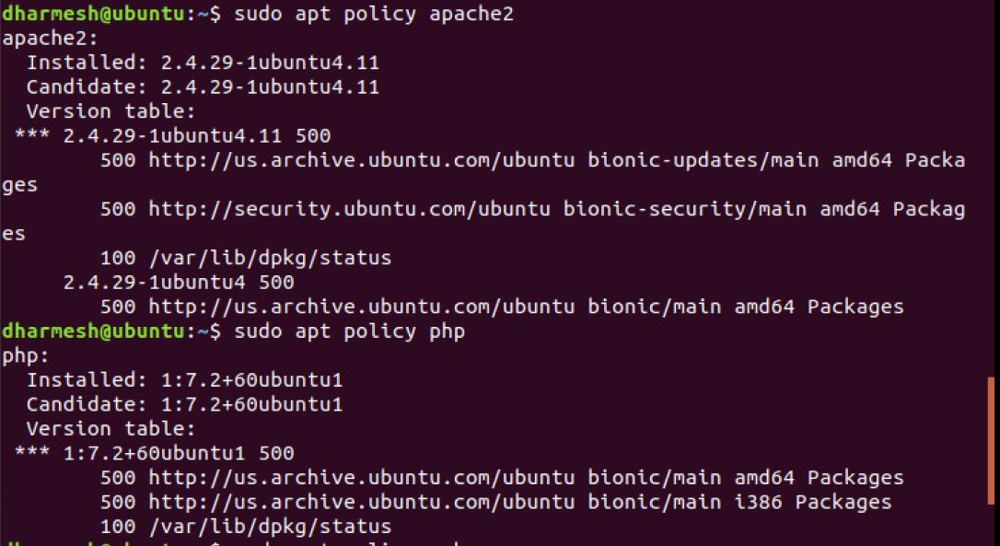 dharmesh@ubuntu:~$ sudo apt policy apache2
apache2:
  Installed: 2.4.29-1ubuntu4.11
  Candidate: 2.4.29-1ubuntu4.11
  Version table:
 *** 2.4.29-1ubuntu4.11 500
        500 http://us.archive.ubuntu.com/ubuntu bionic-updates/main amd64 Packa
ges
        500 http://security.ubuntu.com/ubuntu bionic-security/main amd64 Packag
es
        100 /var/lib/dpkg/status
     2.4.29-1ubuntu4 500
        500 http://us.archive.ubuntu.com/ubuntu bionic/main amd64 Packages
dharmesh@ubuntu:~$ sudo apt policy php
php:
  Installed: 1:7.2+60ubuntu1
  Candidate: 1:7.2+60ubuntu1
  Version table:
 *** 1:7.2+60ubuntu1 500
        500 http://us.archive.ubuntu.com/ubuntu bionic/main amd64 Packages
        500 http://us.archive.ubuntu.com/ubuntu bionic/main i386 Packages
        100 /var/lib/dpkg/status